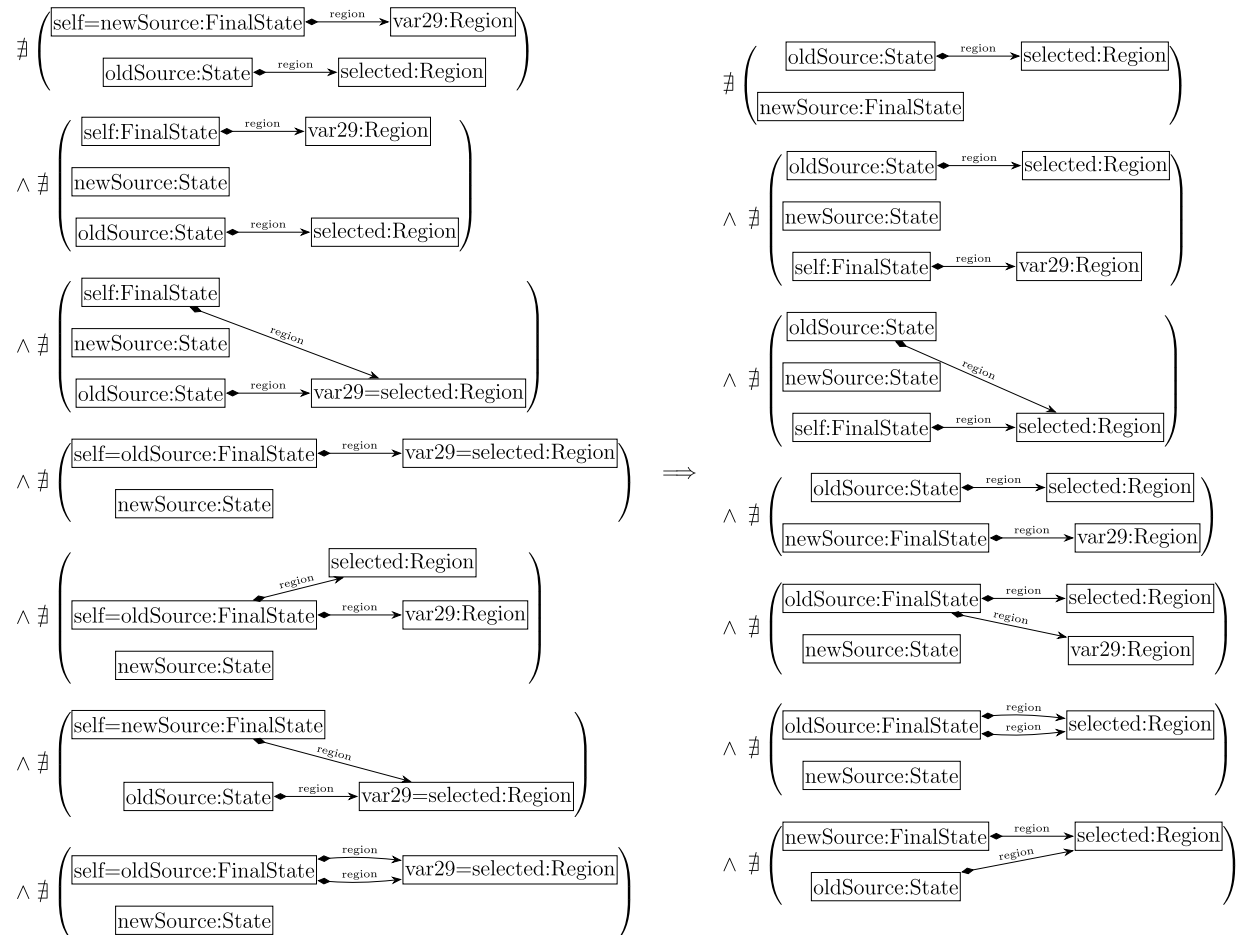 ∄ ( self=newSource:FinalState region var29:Region
oldSource:State region selected:Region )
∧ ∄ ( self:FinalState region var29:Region
newSource:State
oldSource:State region selected:Region )
∧ ∄ ( self:FinalState
region
newSource:State
oldSource:State region var29=selected:Region )
∧ ∄ ( self=oldSource:FinalState region var29=selected:Region
newSource:State )
∧ ∄ ( selected:Region
region
self=oldSource:FinalState region var29:Region
newSource:State )
∧ ∄ ( self=newSource:FinalState
region
oldSource:State region var29=selected:Region )
∧ ∄ ( region
self=oldSource:FinalState region var29=selected:Region
newSource:State )
⟹
∄ ( oldSource:State region selected:Region
newSource:FinalState )
∧ ∄ ( oldSource:State region selected:Region
newSource:State
self:FinalState region var29:Region )
∧ ∄ ( oldSource:State
region
newSource:State
self:FinalState region selected:Region )
∧ ∄ ( oldSource:State region selected:Region
newSource:FinalState region var29:Region )
∧ ∄ ( oldSource:FinalState region selected:Region
region
newSource:State var29:Region )
∧ ∄ ( region
oldSource:FinalState region selected:Region
newSource:State )
∧ ∄ ( newSource:FinalState region selected:Region
region
oldSource:State )